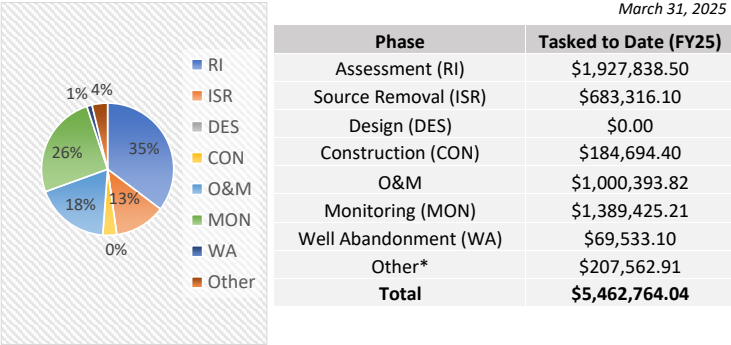 March 31, 2025
1% 4%
35%
26%
18%
13%
0%
RI
ISR
DES
CON
O&M
MON
WA
Other
Phase Tasked to Date (FY25)
Assessment (RI) $1,927,838.50
Source Removal (ISR) $683,316.10
Design (DES) $0.00
Construction (CON) $184,694.40
O&M $1,000,393.82
Monitoring (MON) $1,389,425.21
Well Abandonment (WA) $69,533.10
Other* $207,562.91
Total $5,462,764.04